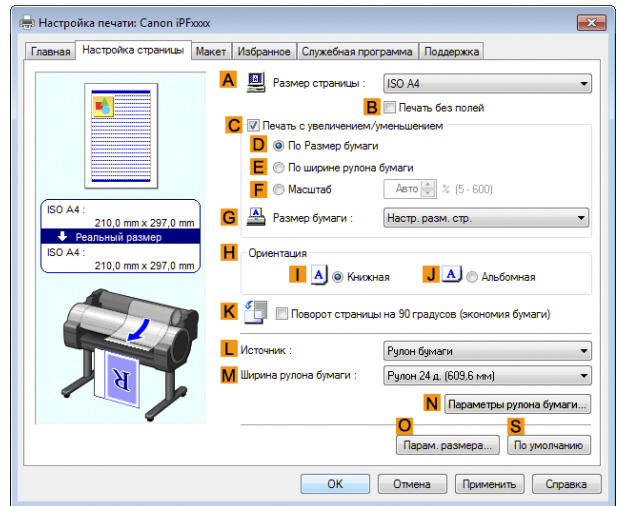 Настройка печати: Canon iPFxxxx
Главная Настройка страницы Макет Избранное Служебная программа Поддержка
A Размер страницы : ISO A4
B Печать без полей
C Печать с увеличением/уменьшением
D По Размер бумаги
E По ширине рулона бумаги
F Масштаб Авто % (5 - 600)
ISO A4 :
210,0 mm x 297,0 mm
Реальный размер
ISO A4 :
210,0 mm x 297,0 mm
G A Размер бумаги : Настр. разм. стр.
H Ориентация
I A Книжная J A Альбомная
K Поворот страницы на 90 градусов (экономия бумаги)
R
L Источник : Рулон бумаги
M Ширина рулона бумаги : Рулон 24 д. (609,6 мм)
N Параметры рулона бумаги...
O S
Парам. размера... По умолчанию
OK Отмена Применить Справка